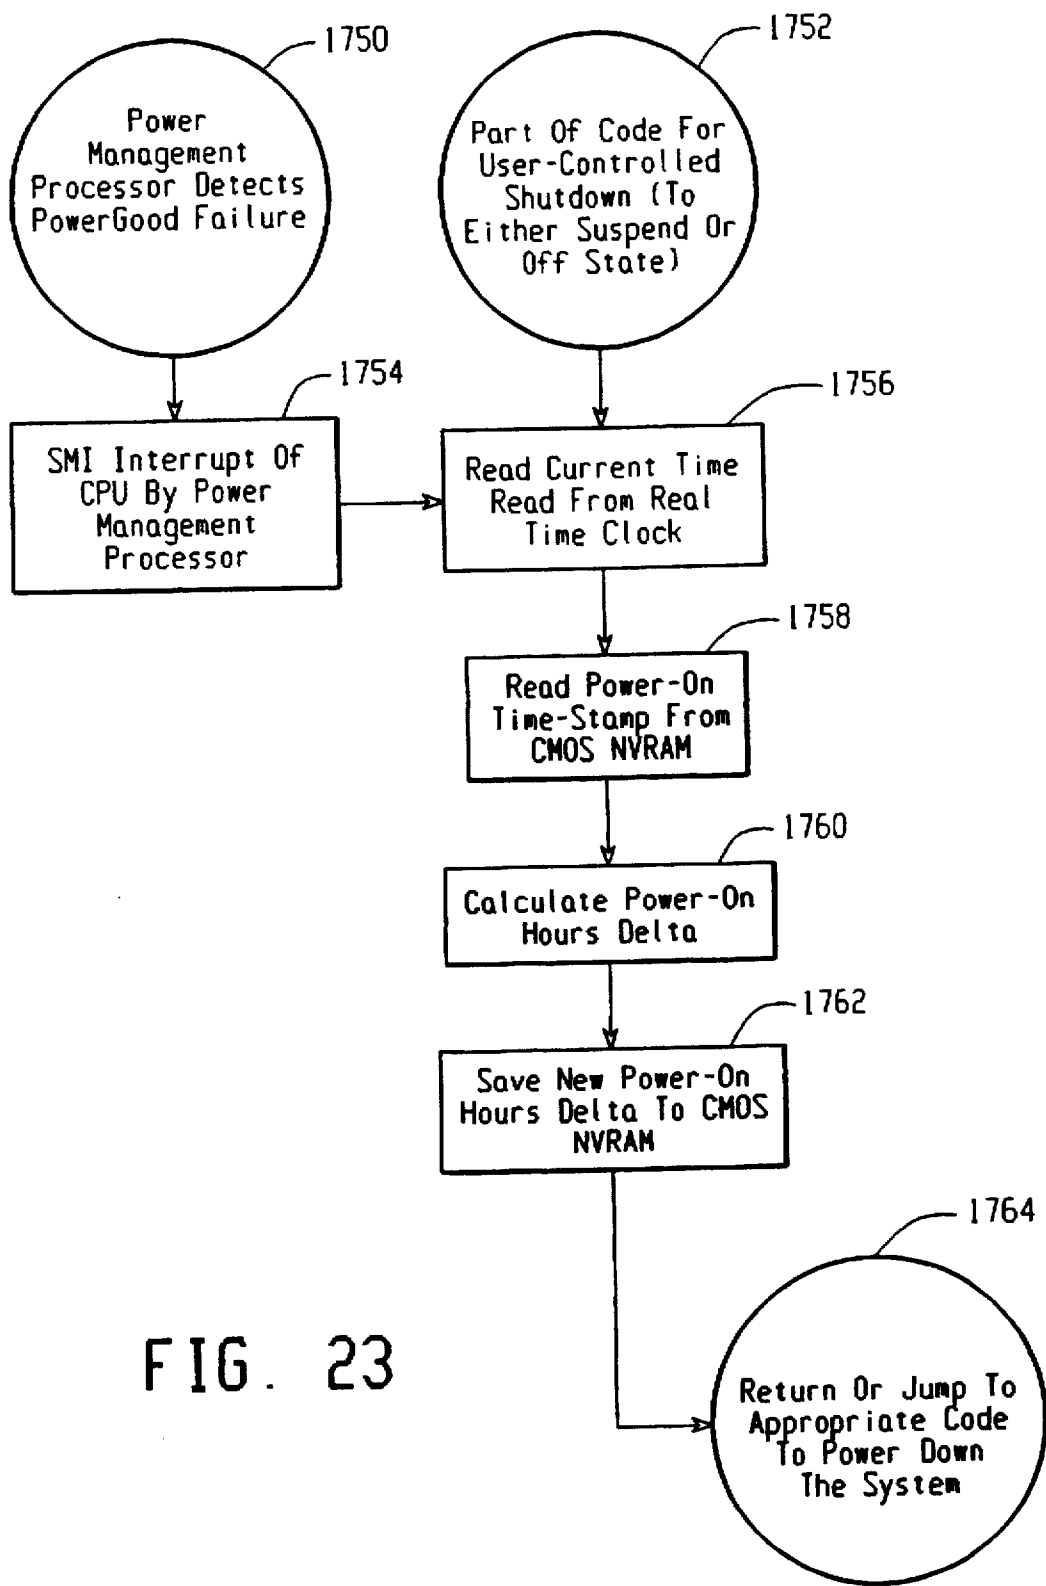 1750
Power
Management
Processor Detects
PowerGood Failure
1752
Part Of Code For
User-Controlled
Shutdown (To
Either Suspend Or
Off State)
1754
SMI Interrupt Of
CPU By Power
Management
Processor
1756
Read Current Time
Read From Real
Time Clock
1758
Read Power-On
Time-Stamp From
CMOS NVRAM
1760
Calculate Power-On
Hours Delta
1762
Save New Power-On
Hours Delta To CMOS
NVRAM
1764
Return Or Jump To
Appropriate Code
To Power Down
The System
FIG. 23